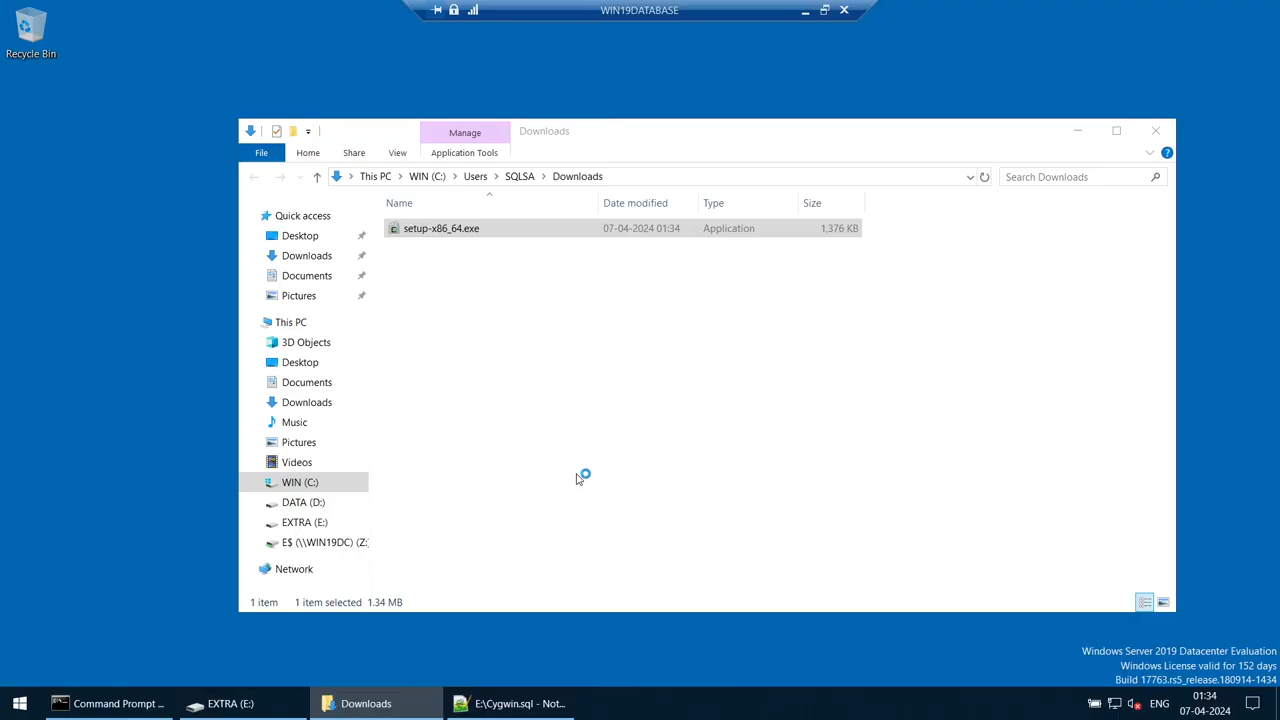 WIN19DATABASE
Recycle Bin
Manage
Downloads
File
Home
Share
View
Application Tools
This PC
WIN (C:)
Users
SQLSA
Downloads
Search Downloads
Name
Date modified
Type
Size
setup-x86_64.exe
07-04-2024 01:34
Application
1,376 KB
Quick access
Desktop
Downloads
Documents
Pictures
This PC
3D Objects
Desktop
Documents
Downloads
Music
Pictures
Videos
WIN (C:)
DATA (D:)
EXTRA (E:)
E$ (\\WIN19DC) (Z:
Network
1 item
1 item selected
1.34 MB
Windows Server 2019 Datacenter Evaluation
Windows License valid for 152 days
Build 17763.rs5_release.180914-1434
Command Prompt ...
EXTRA (E:)
Downloads
E:\Cygwin.sql - Not...
ENG
01:34
07-04-2024